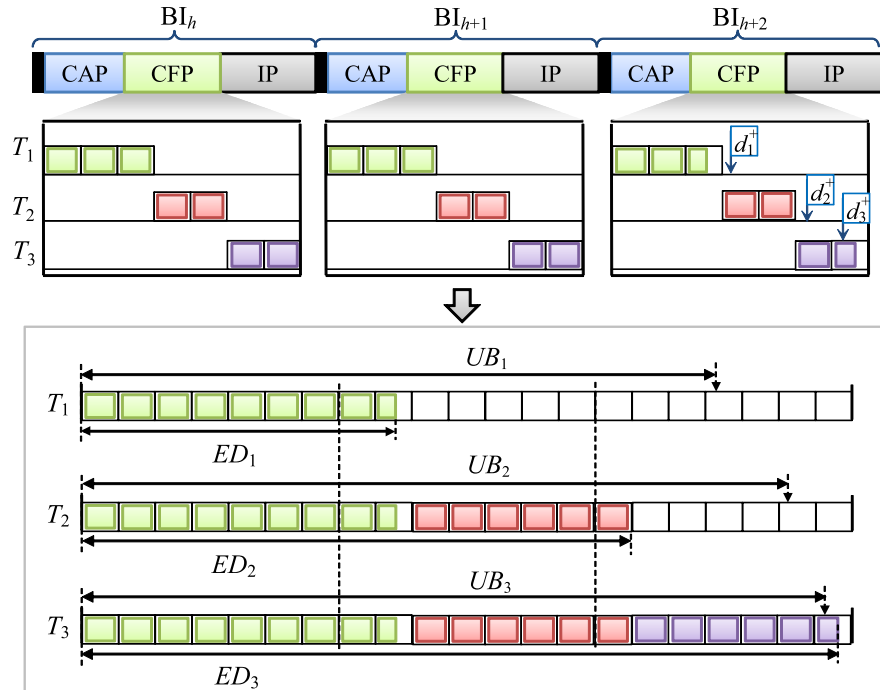 BI_h BI_{h+1} BI_{h+2}
CAP CFP IP CAP CFP IP CAP CFP IP
T_1 d_1^+
T_2 d_2^+
T_3 d_3^+
UB_1
T_1
ED_1
UB_2
T_2
ED_2
UB_3
T_3
ED_3